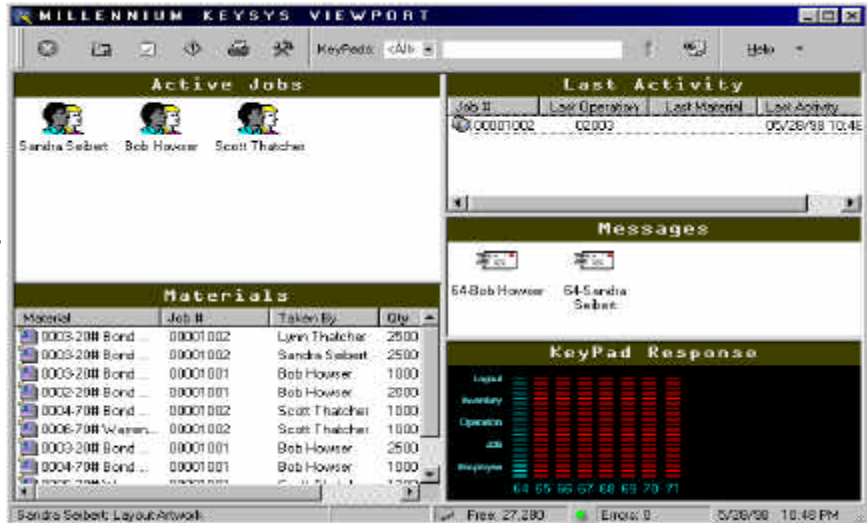 MILLENNIUM KEYSYS VIEWPORT
KeyPads: <All> Help
Active Jobs
Sandra Seibert Bob Howser Scott Thatcher
Last Activity
Job # Last Operation Last Material Last Activity
00001002 02003 05/28/98 10:48
Messages
64-Bob Howser 64-Sandra
Seibert
Materials
Material Job # Taken By Qty
0003-20# Bond ... 00001002 Lynn Thatcher 2500
0003-20# Bond ... 00001002 Sandra Seibert 2500
0003-20# Bond ... 00001001 Bob Howser 1000
0002-20# Bond ... 00001001 Bob Howser 2000
0004-70# Bond ... 00001002 Scott Thatcher 1000
0006-70# Warren... 00001002 Scott Thatcher 1000
0003-20# Bond ... 00001001 Bob Howser 2500
0004-70# Bond ... 00001001 Bob Howser 1000
KeyPad Response
Logout
Inventory
Operation
Job
Employee
64 65 66 67 68 69 70 71
Sandra Seibert: Layout Artwork Free: 27,280 Errors: 0 5/28/98 10:48 PM